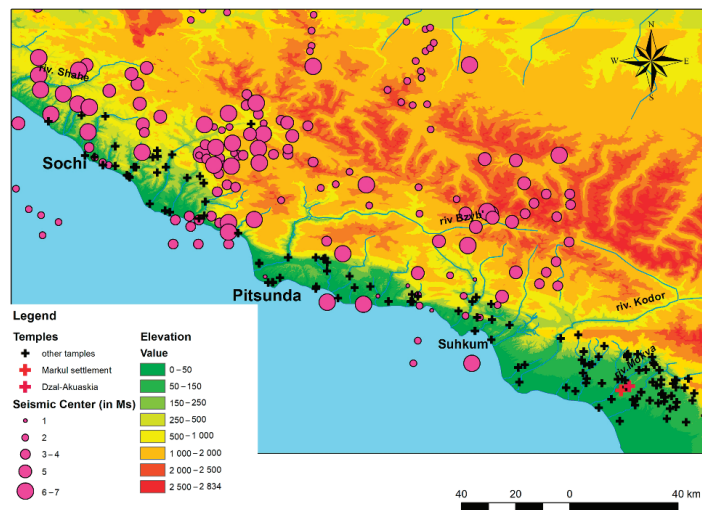 N
W
E
S
riv. Shahe
Sochi
riv Bzyb'
Pitsunda
riv. Kodor
Suhkum
riv. Mokva
Legend
Tamples
other tamples
Markul settlement
Dzal-Akuaskia
Seismic Center (in Ms)
1
2
3–4
5
6–7
Elevation
Value
0–50
50–150
150–250
250–500
500–1 000
1 000–2 000
2 000–2 500
2 500–2 834
40 20 0 40 km